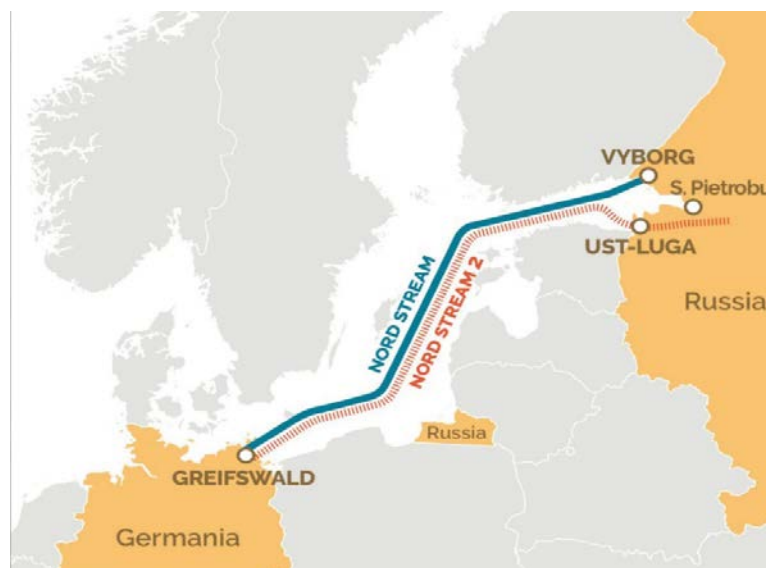 VYBORG
S. Pietrobu
UST-LUGA
Russia
NORD STREAM
NORD STREAM 2
Russia
GREIFSWALD
Germania